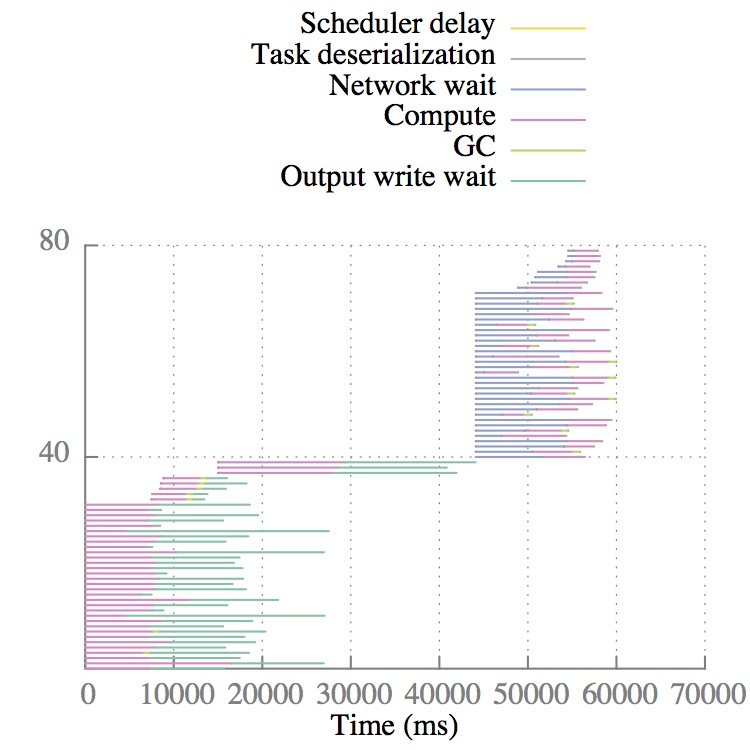 Scheduler delay
Task deserialization
Network wait
Compute
GC
Output write wait
80
40
0 10000 20000 30000 40000 50000 60000 70000
Time (ms)